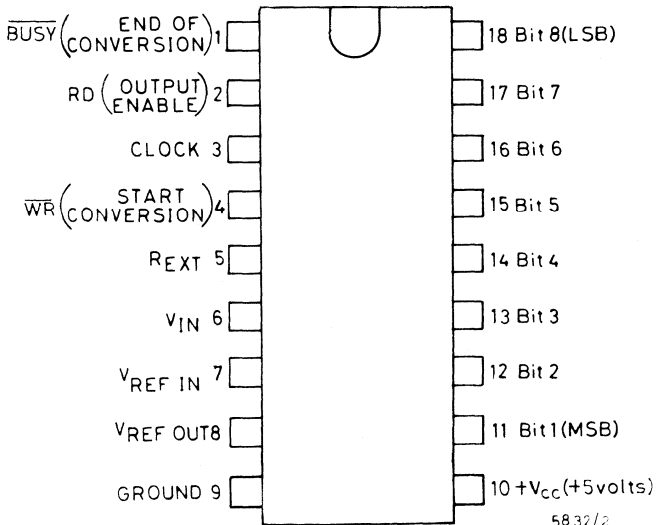 BUSY (END OF CONVERSION) 1
RD (OUTPUT ENABLE) 2
CLOCK 3
WR (START CONVERSION) 4
REXT 5
VIN 6
VREF IN 7
VREF OUT 8
GROUND 9
18 Bit 8(LSB)
17 Bit 7
16 Bit 6
15 Bit 5
14 Bit 4
13 Bit 3
12 Bit 2
11 Bit 1(MSB)
10 +VCC(+5volts)
5832/2